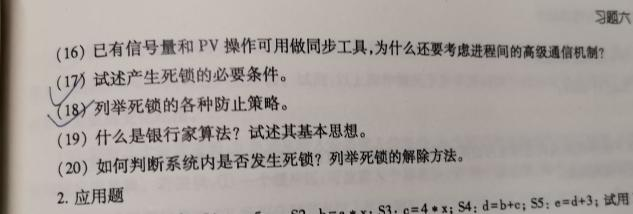 习题六
(16) 已有信号量和 PV 操作可用做同步工具,为什么还要考虑进程间的高级通信机制?
(17) 试述产生死锁的必要条件。
(18) 列举死锁的各种防止策略。
(19) 什么是银行家算法? 试述其基本思想。
(20) 如何判断系统内是否发生死锁? 列举死锁的解除方法。
2. 应用题
S3: c=4*x; S4: d=b+c; S5: e=d+3; 试用